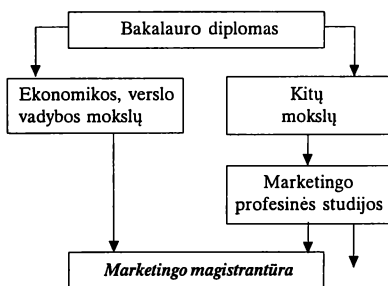 Bakalauro diplomas
Ekonomikos, verslo
vadybos mokslų
Kitų
mokslų
Marketingo
profesinės studijos
Marketingo magistrantūra